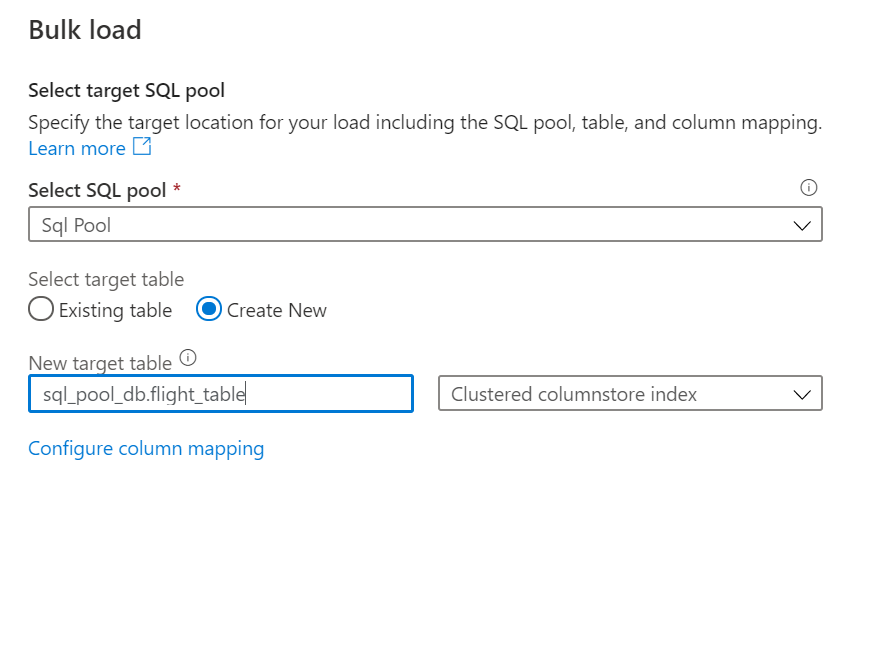 Bulk load
Select target SQL pool
Specify the target location for your load including the SQL pool, table, and column mapping.
Learn more
Select SQL pool *
Sql Pool
Select target table
Existing table Create New
New target table
sql_pool_db.flight_table Clustered columnstore index
Configure column mapping